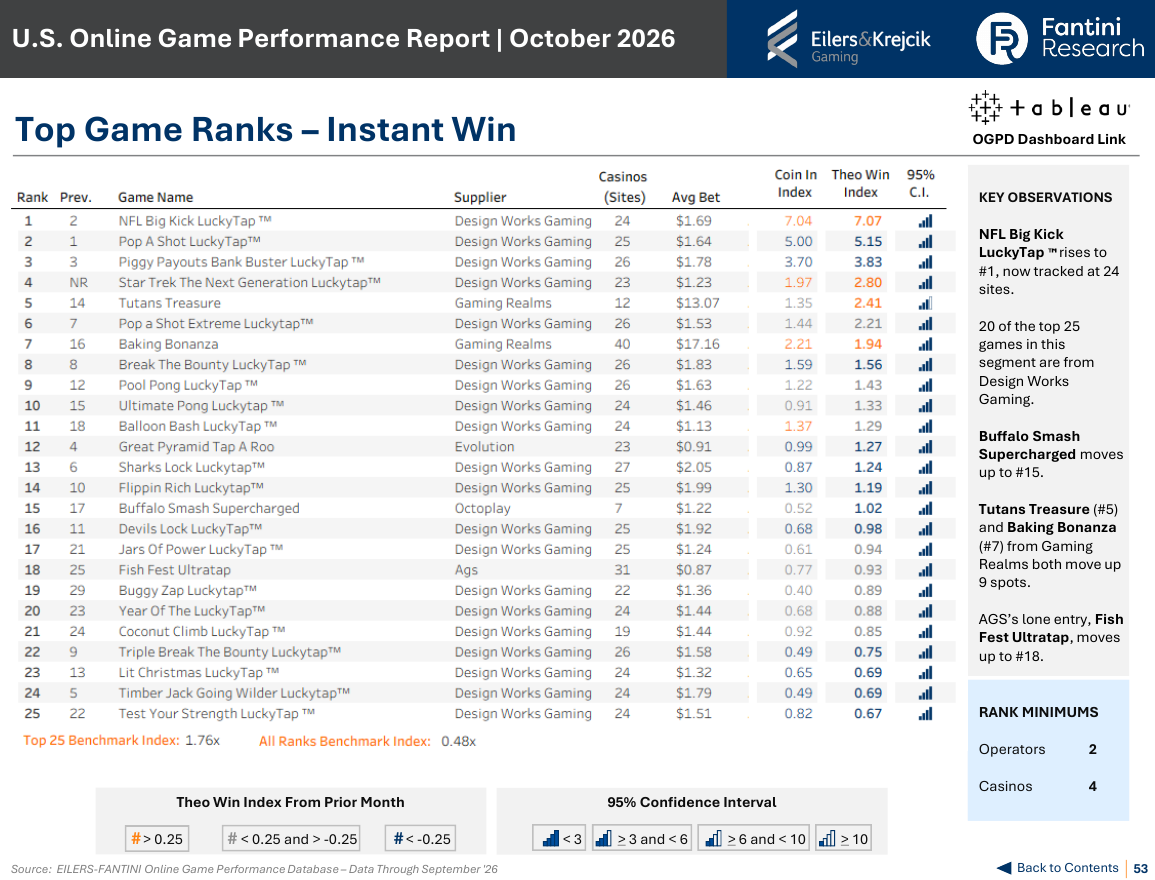 U.S. Online Game Performance Report | October 2026
Eilers&Krejcik
Gaming
Fantini
Research
Top Game Ranks – Instant Win
+ableau
OGPD Dashboard Link
Rank Prev. Game Name Supplier Casinos (Sites) Avg Bet Coin In Index Theo Win Index 95% C.I.
1 2 NFL Big Kick LuckyTap ™ Design Works Gaming 24 $1.69 7.04 7.07
2 1 Pop A Shot LuckyTap™ Design Works Gaming 25 $1.64 5.00 5.15
3 3 Piggy Payouts Bank Buster LuckyTap ™ Design Works Gaming 26 $1.78 3.70 3.83
4 NR Star Trek The Next Generation Luckytap™ Design Works Gaming 23 $1.23 1.97 2.80
5 14 Tutans Treasure Gaming Realms 12 $13.07 1.35 2.41
6 7 Pop a Shot Extreme Luckytap™ Design Works Gaming 26 $1.53 1.44 2.21
7 16 Baking Bonanza Gaming Realms 40 $17.16 2.21 1.94
8 8 Break The Bounty LuckyTap ™ Design Works Gaming 26 $1.83 1.59 1.56
9 12 Pool Pong LuckyTap ™ Design Works Gaming 26 $1.63 1.22 1.43
10 15 Ultimate Pong Luckytap ™ Design Works Gaming 24 $1.46 0.91 1.33
11 18 Balloon Bash LuckyTap ™ Design Works Gaming 24 $1.13 1.37 1.29
12 4 Great Pyramid Tap A Roo Evolution 23 $0.91 0.99 1.27
13 6 Sharks Lock Luckytap™ Design Works Gaming 27 $2.05 0.87 1.24
14 10 Flippin Rich Luckytap™ Design Works Gaming 25 $1.99 1.30 1.19
15 17 Buffalo Smash Supercharged Octoplay 7 $1.22 0.52 1.02
16 11 Devils Lock LuckyTap™ Design Works Gaming 25 $1.92 0.68 0.98
17 21 Jars Of Power LuckyTap ™ Design Works Gaming 25 $1.24 0.61 0.94
18 25 Fish Fest Ultratap Ags 31 $0.87 0.77 0.93
19 29 Buggy Zap Luckytap™ Design Works Gaming 22 $1.36 0.40 0.89
20 23 Year Of The LuckyTap™ Design Works Gaming 24 $1.44 0.68 0.88
21 24 Coconut Climb LuckyTap ™ Design Works Gaming 19 $1.44 0.92 0.85
22 9 Triple Break The Bounty Luckytap™ Design Works Gaming 26 $1.58 0.49 0.75
23 13 Lit Christmas LuckyTap ™ Design Works Gaming 24 $1.32 0.65 0.69
24 5 Timber Jack Going Wilder Luckytap™ Design Works Gaming 24 $1.79 0.49 0.69
25 22 Test Your Strength LuckyTap ™ Design Works Gaming 24 $1.51 0.82 0.67
Top 25 Benchmark Index: 1.76x All Ranks Benchmark Index: 0.48x
KEY OBSERVATIONS
NFL Big Kick
LuckyTap ™ rises to
#1, now tracked at 24
sites.
20 of the top 25
games in this
segment are from
Design Works
Gaming.
Buffalo Smash
Supercharged moves
up to #15.
Tutans Treasure (#5)
and Baking Bonanza
(#7) from Gaming
Realms both move up
9 spots.
AGS's lone entry, Fish
Fest Ultratap, moves
up to #18.
RANK MINIMUMS
Operators 2
Casinos 4
Theo Win Index From Prior Month
# > 0.25 # < 0.25 and > -0.25 # < -0.25
95% Confidence Interval
< 3 ≥ 3 and < 6 ≥ 6 and < 10 ≥ 10
Source: EILERS-FANTINI Online Game Performance Database – Data Through September '26
Back to Contents 53